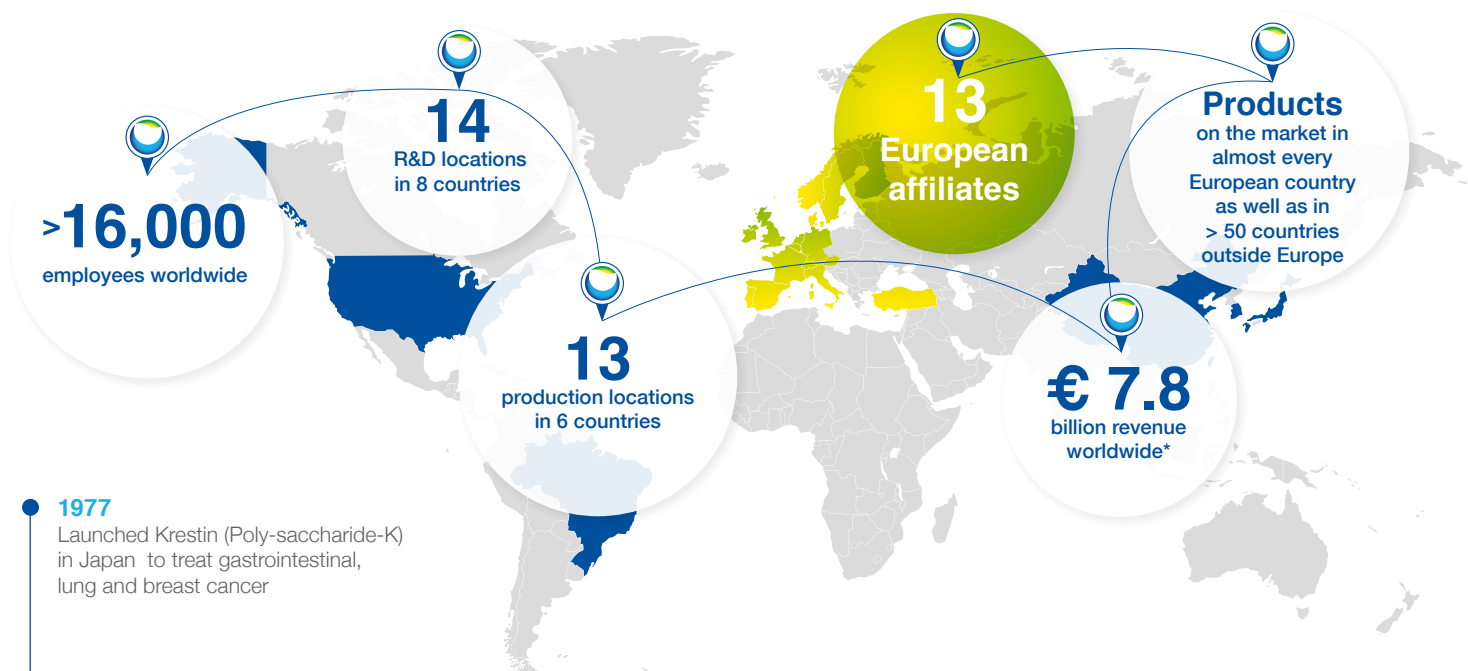 >16,000
employees worldwide
14
R&D locations
in 8 countries
13
production locations
in 6 countries
13
European
affiliates
€ 7.8
billion revenue
worldwide*
Products
on the market in
almost every
European country
as well as in
> 50 countries
outside Europe
1977
Launched Krestin (Poly-saccharide-K)
in Japan to treat gastrointestinal,
lung and breast cancer